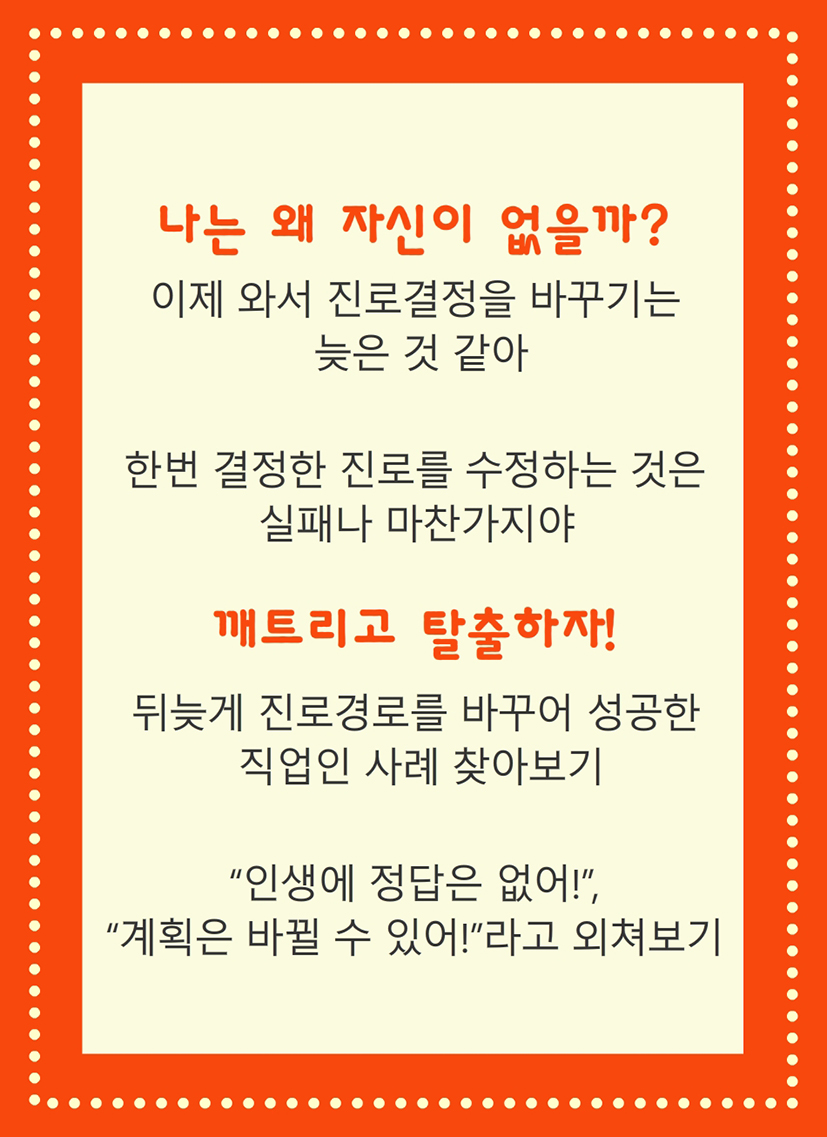 나는 왜 자신이 없을까?
이제 와서 진로결정을 바꾸기는
늦은 것 같아
한번 결정한 진로를 수정하는 것은
실패나 마찬가지야
깨트리고 탈출하자!
뒤늦게 진로경로를 바꾸어 성공한
직업인 사례 찾아보기
“인생에 정답은 없어!”,
“계획은 바뀔 수 있어!”라고 외쳐보기